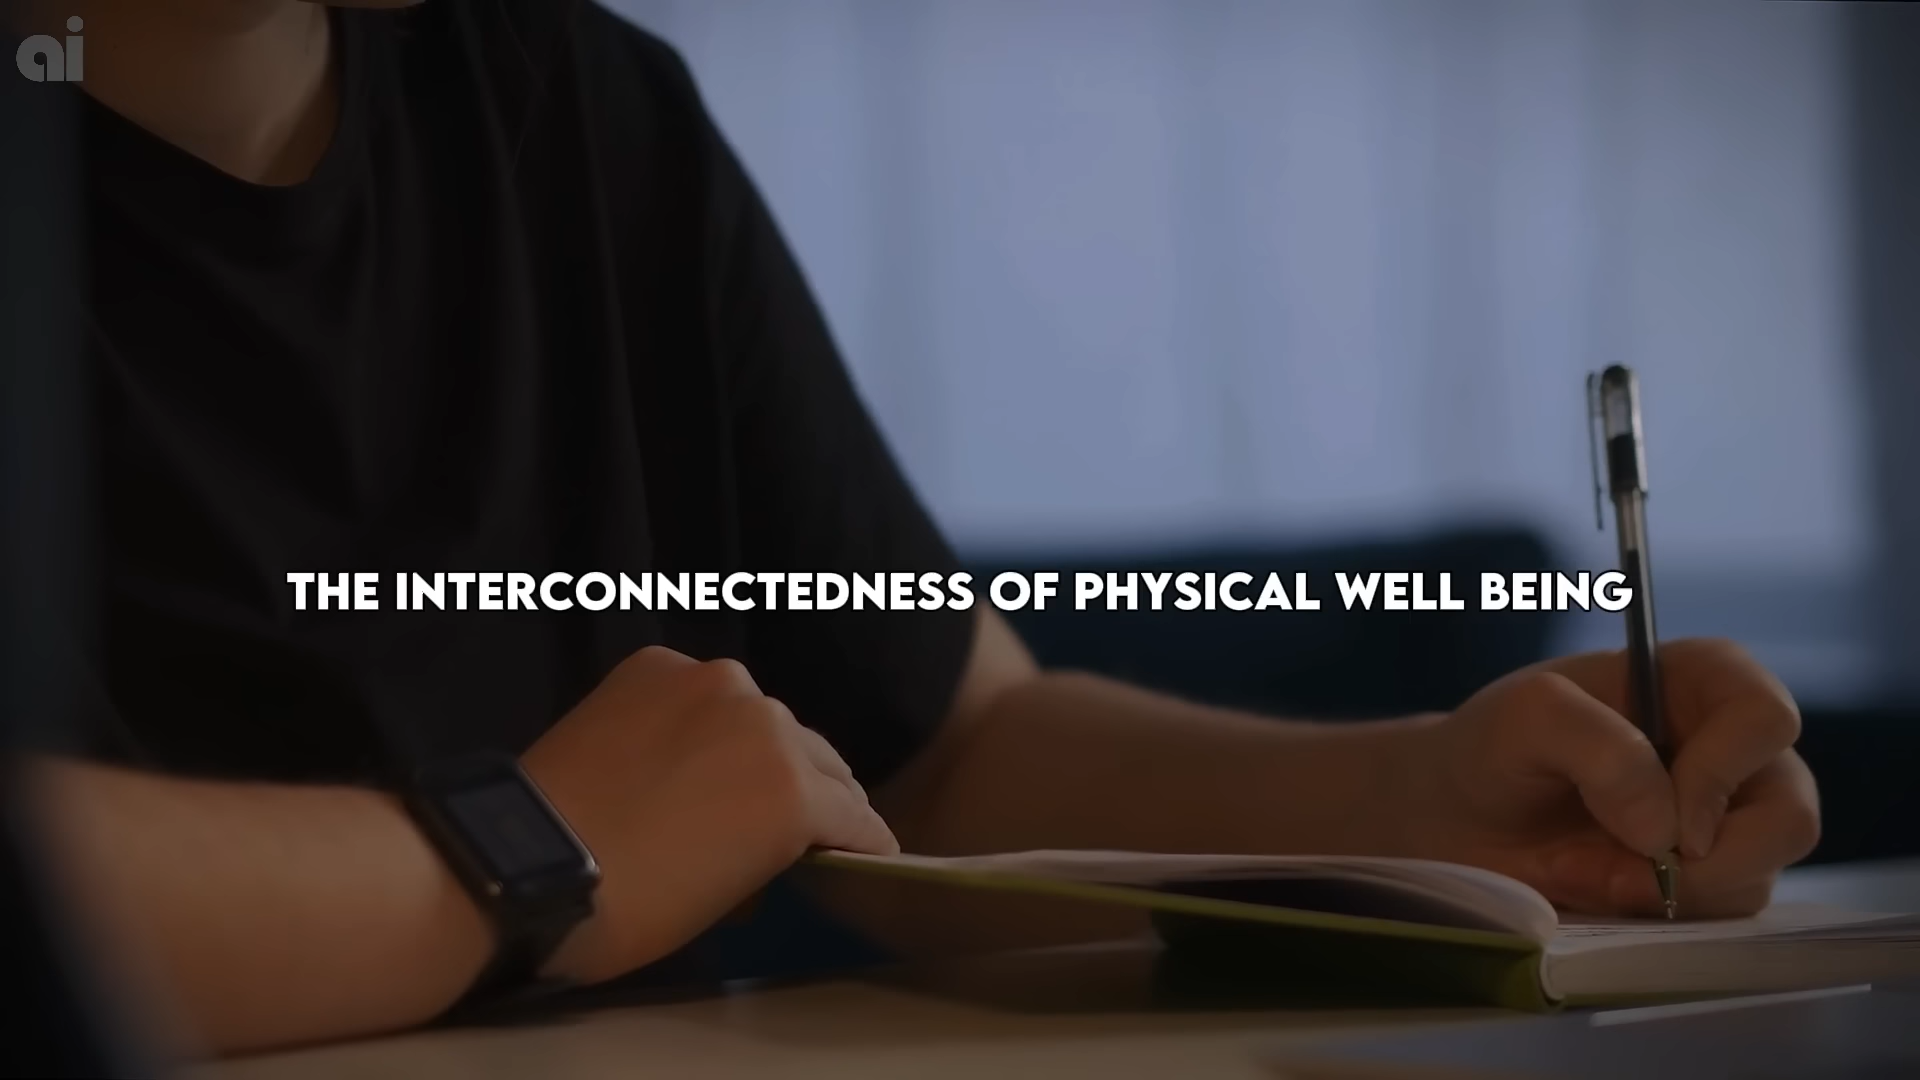 ai
THE INTERCONNECTEDNESS OF PHYSICAL WELL BEING